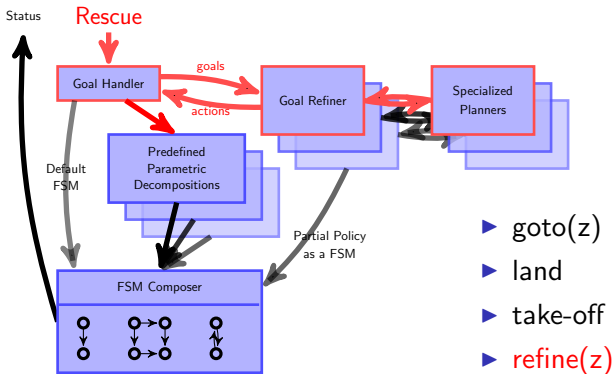 Status
Rescue
Goal Handler
goals
actions
Goal Refiner
Specialized
Planners
Predefined
Parametric
Decompositions
Default
FSM
Partial Policy
as a FSM
FSM Composer
goto(z)
land
take-off
refine(z)